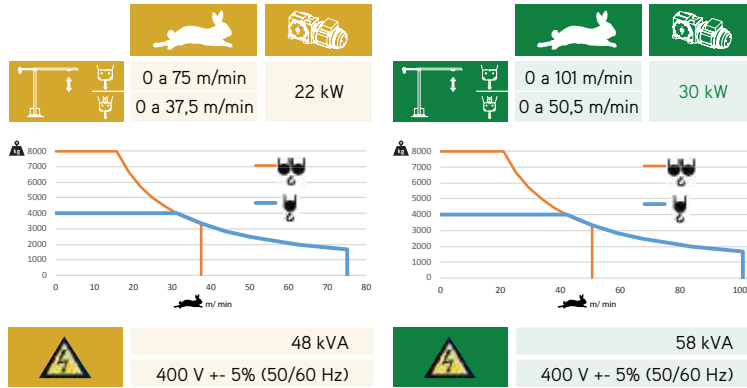 0 a 75 m/min
0 a 37,5 m/min
22 kW
0 a 101 m/min
0 a 50,5 m/min
30 kW
kg
8000
7000
6000
5000
4000
3000
2000
1000
0
0 10 20 30 40 50 60 70 80
m/ min
kg
8000
7000
6000
5000
4000
3000
2000
1000
0
0 20 40 60 80 100
m/ min
48 kVA
400 V +- 5% (50/60 Hz)
58 kVA
400 V +- 5% (50/60 Hz)